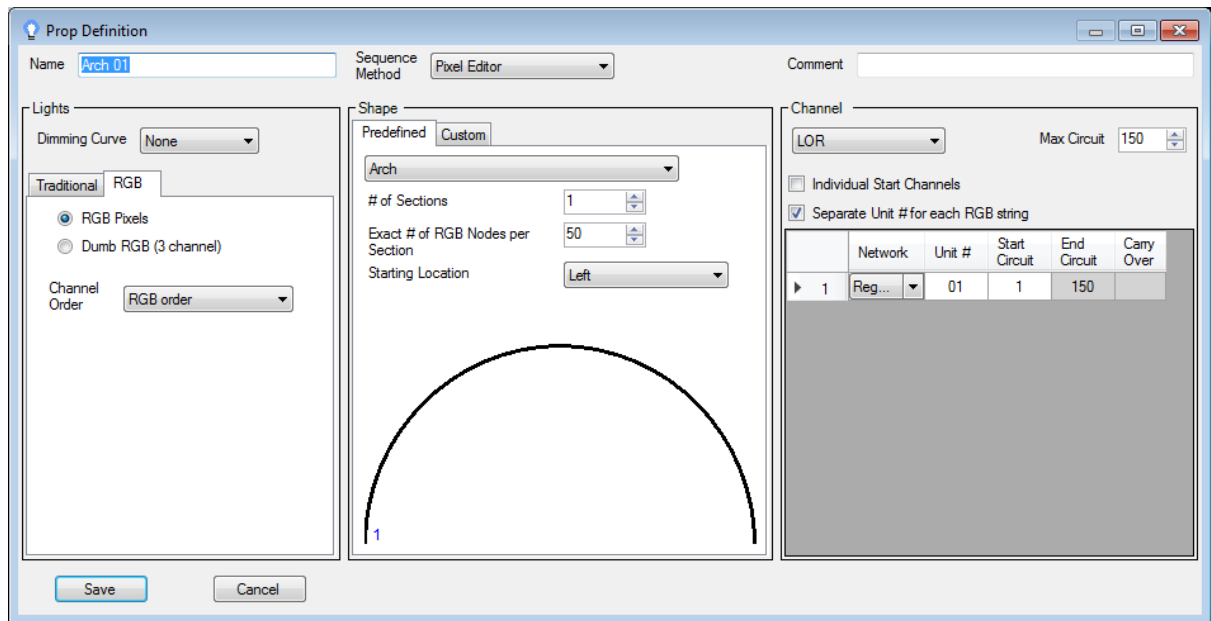 Prop Definition
Name Arch 01 Sequence Method Pixel Editor Comment
Lights
Dimming Curve None
Traditional RGB
RGB Pixels
Dumb RGB (3 channel)
Channel Order RGB order
Shape
Predefined Custom
Arch
# of Sections 1
Exact # of RGB Nodes per Section 50
Starting Location Left
1
Channel
LOR Max Circuit 150
Individual Start Channels
Separate Unit # for each RGB string
Network Unit # Start Circuit End Circuit Carry Over
1 Reg... 01 1 150
Save Cancel